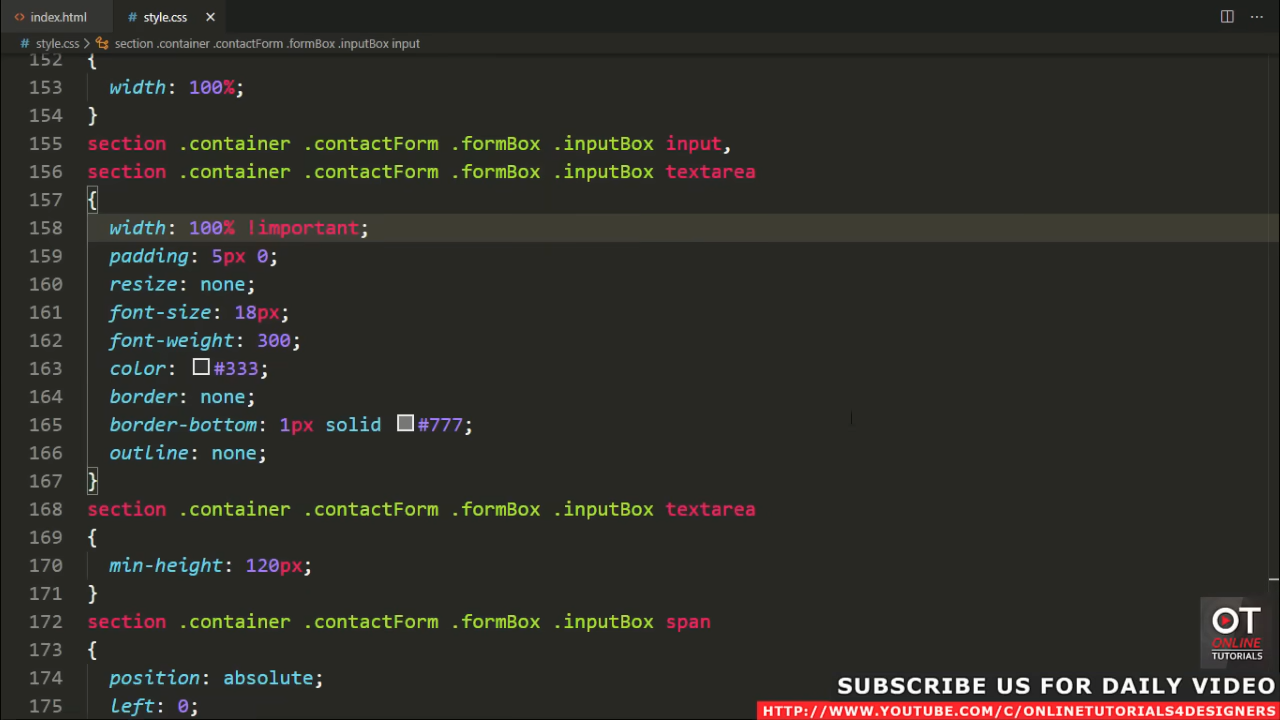 index.html
style.css
style.css > section .container .contactForm .formBox .inputBox input
152 {
153 width: 100%;
154 }
155 section .container .contactForm .formBox .inputBox input,
156 section .container .contactForm .formBox .inputBox textarea
157 {
158 width: 100% !important;
159 padding: 5px 0;
160 resize: none;
161 font-size: 18px;
162 font-weight: 300;
163 color: #333;
164 border: none;
165 border-bottom: 1px solid #777;
166 outline: none;
167 }
168 section .container .contactForm .formBox .inputBox textarea
169 {
170 min-height: 120px;
171 }
172 section .container .contactForm .formBox .inputBox span
173 {
174 position: absolute;
175 left: 0;
OT
ONLINE
TUTORIALS
SUBSCRIBE US FOR DAILY VIDEO
HTTP://WWW.YOUTUBE.COM/C/ONLINETUTORIALS4DESIGNERS